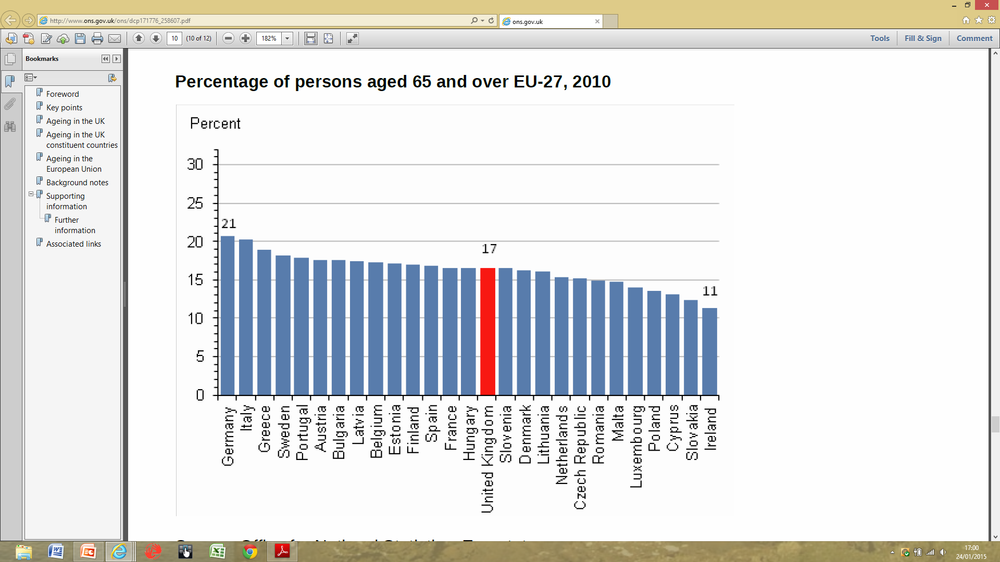 http://www.ons.gov.uk/ons/dcp171776_258607.pdf
ons.gov.uk
10 (10 of 12)
182%
Tools
Fill & Sign
Comment
Bookmarks
Foreword
Key points
Ageing in the UK
Ageing in the UK
constituent countries
Ageing in the
European Union
Background notes
Supporting
information
Further
information
Associated links
Percentage of persons aged 65 and over EU-27, 2010
Percent
30
25
21
20
17
15
11
10
5
0
Germany
Italy
Greece
Sweden
Portugal
Austria
Bulgaria
Latvia
Belgium
Estonia
Finland
Spain
France
Hungary
United Kingdom
Slovenia
Denmark
Lithuania
Netherlands
Czech Republic
Romania
Malta
Luxembourg
Poland
Cyprus
Slovakia
Ireland
17:00
24/01/2015